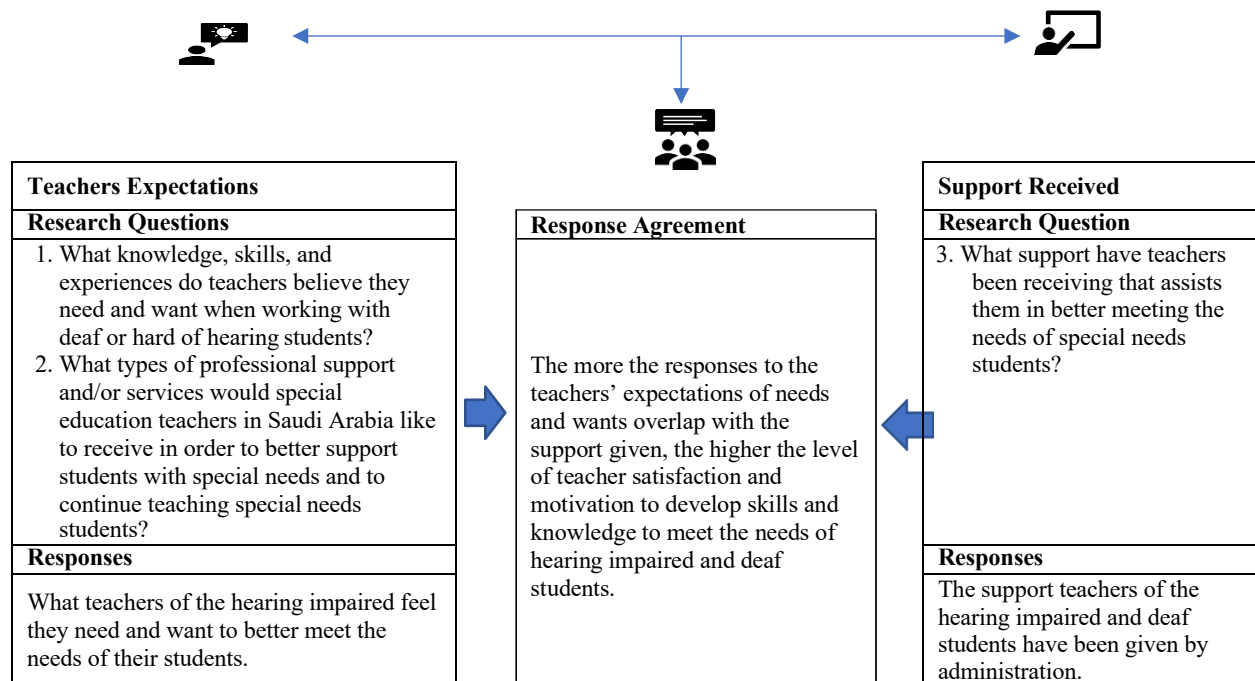 Teachers Expectations
Research Questions
1. What knowledge, skills, and
experiences do teachers believe they
need and want when working with
deaf or hard of hearing students?
2. What types of professional support
and/or services would special
education teachers in Saudi Arabia like
to receive in order to better support
students with special needs and to
continue teaching special needs
students?
Responses
What teachers of the hearing impaired feel
they need and want to better meet the
needs of their students.
Response Agreement
The more the responses to the
teachers’ expectations of needs
and wants overlap with the
support given, the higher the level
of teacher satisfaction and
motivation to develop skills and
knowledge to meet the needs of
hearing impaired and deaf
students.
Support Received
Research Question
3. What support have teachers
been receiving that assists
them in better meeting the
needs of special needs
students?
Responses
The support teachers of the
hearing impaired and deaf
students have been given by
administration.